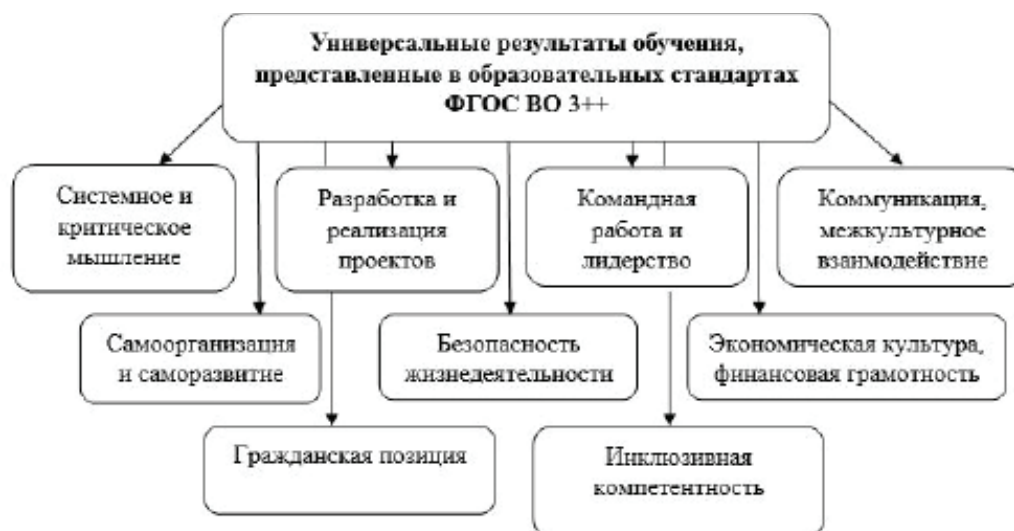 Универсальные результаты обучения,
представленные в образовательных стандартах
ФГОС ВО 3++
Системное и
критическое
мышление
Разработка и
реализация
проектов
Командная
работа и
лидерство
Коммуникация,
межкультурное
взаимодействие
Самоорганизация
и саморазвитие
Безопасность
жизнедеятельности
Экономическая культура,
финансовая грамотность
Гражданская позиция
Инклюзивная
компетентность